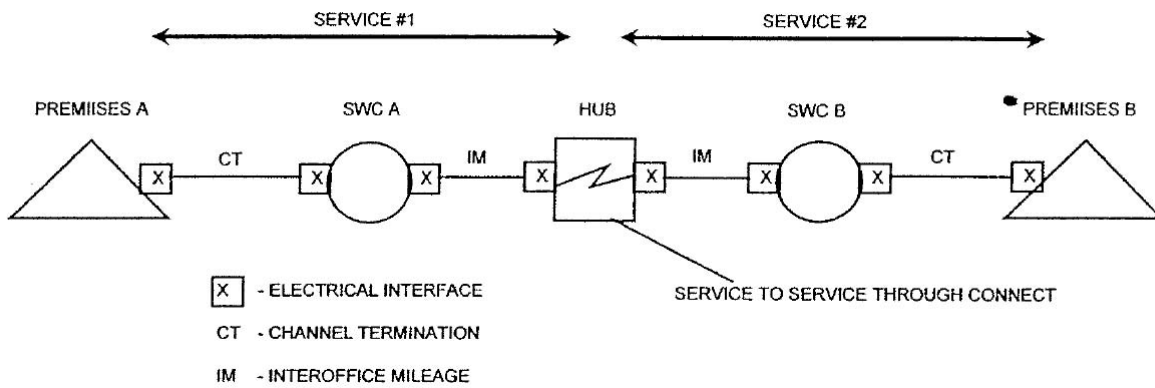 SERVICE #1 SERVICE #2
PREMIISES A SWC A HUB SWC B PREMIISES B
CT IM IM CT
X X X X X X X X
X - ELECTRICAL INTERFACE
SERVICE TO SERVICE THROUGH CONNECT
CT - CHANNEL TERMINATION
IM - INTEROFFICE MILEAGE